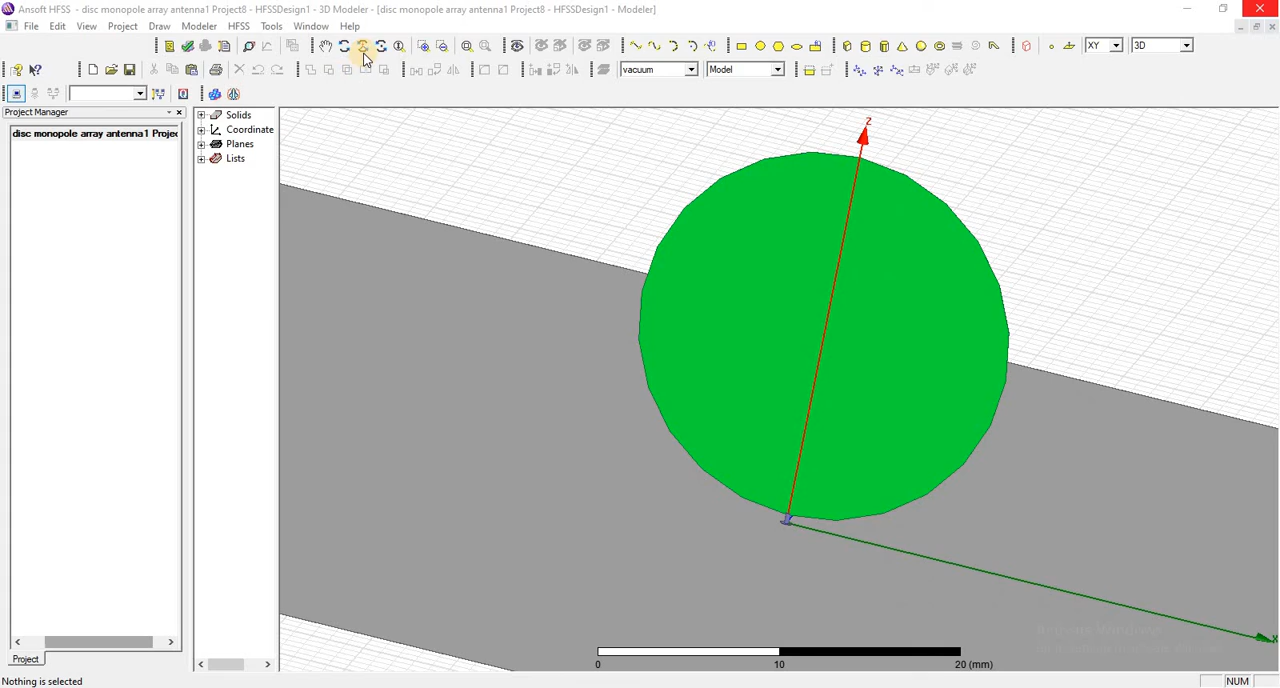 Ansoft HFSS - disc monopole array antenna1 Project8 - HFSSDesign1 - 3D Modeler - [disc monopole array antenna1 Project8 - HFSSDesign1 - Modeler]
File Edit View Project Draw Modeler HFSS Tools Window Help
XY 3D
vacuum Model
Project Manager
disc monopole array antenna1 Projec
Solids
Coordinate
Planes
Lists
Z
X
0 10 20 (mm)
Project
Nothing is selected NUM